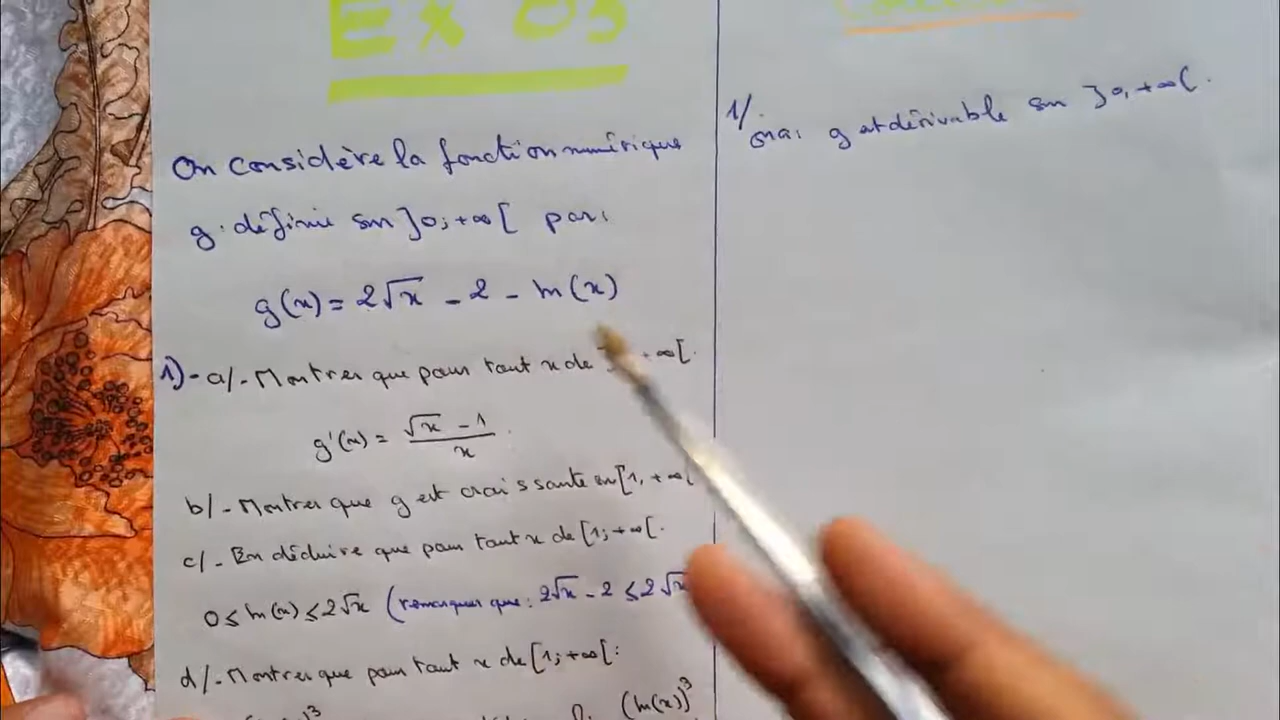 Ex 03
On considère la fonction numérique
g définie sur ]0; +∞[ par:
g(x) = 2√x - 2 - ln(x)
1)- a/- Montrer que pour tout x de +∞[.
g'(x) = (√x - 1)/x.
b/- Montrer que g est croissante sur [1, +∞[
c/- En déduire que pour tout x de [1; +∞[.
0 ≤ ln(x) ≤ 2√x (remarquer que: 2√x - 2 ≤ 2√x
d/- Montrer que pour tout x de [1; +∞[:
(ln(x))³
1/
on a: g est dérivable sur ]0, +∞[.